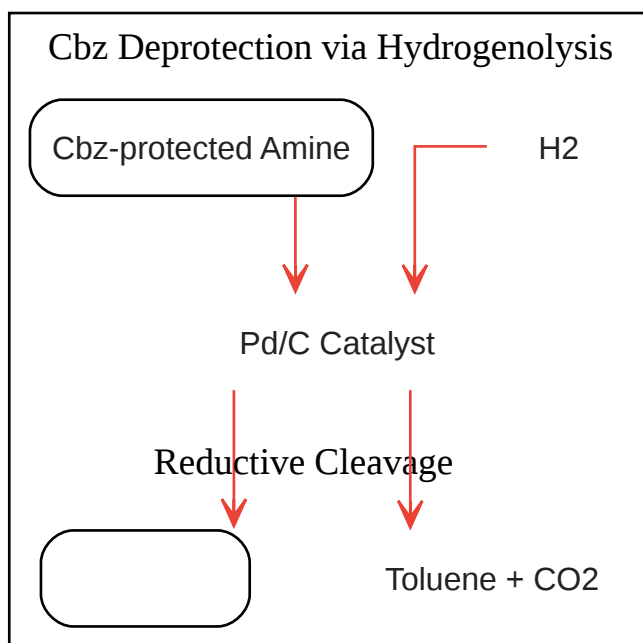 Cbz Deprotection via Hydrogenolysis
Cbz-protected Amine
H2
Pd/C Catalyst
Reductive Cleavage
Toluene + CO2